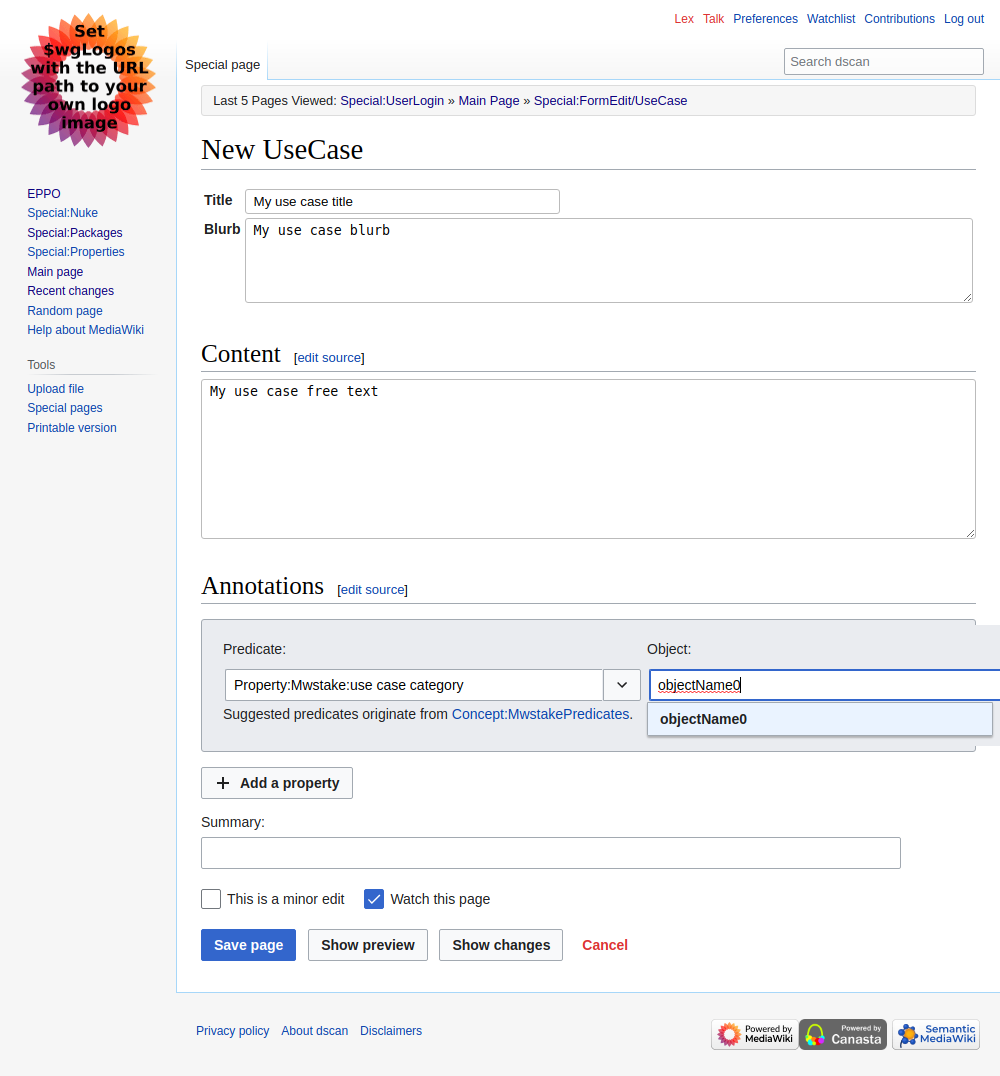 Set
$wgLogos
with the URL
path to your
own logo
image
Lex Talk Preferences Watchlist Contributions Log out
Special page
Search dscan
Last 5 Pages Viewed: Special:UserLogin » Main Page » Special:FormEdit/UseCase
EPPO
Special:Nuke
Special:Packages
Special:Properties
Main page
Recent changes
Random page
Help about MediaWiki
Tools
Upload file
Special pages
Printable version
New UseCase
Title My use case title
Blurb My use case blurb
Content [edit source]
My use case free text
Annotations [edit source]
Predicate: Object:
Property:Mwstake:use case category objectName0
Suggested predicates originate from Concept:MwstakePredicates. objectName0
Add a property
Summary:
This is a minor edit Watch this page
Save page Show preview Show changes Cancel
Privacy policy About dscan Disclaimers
Powered by
MediaWiki
Powered by
Canasta
Semantic
MediaWiki